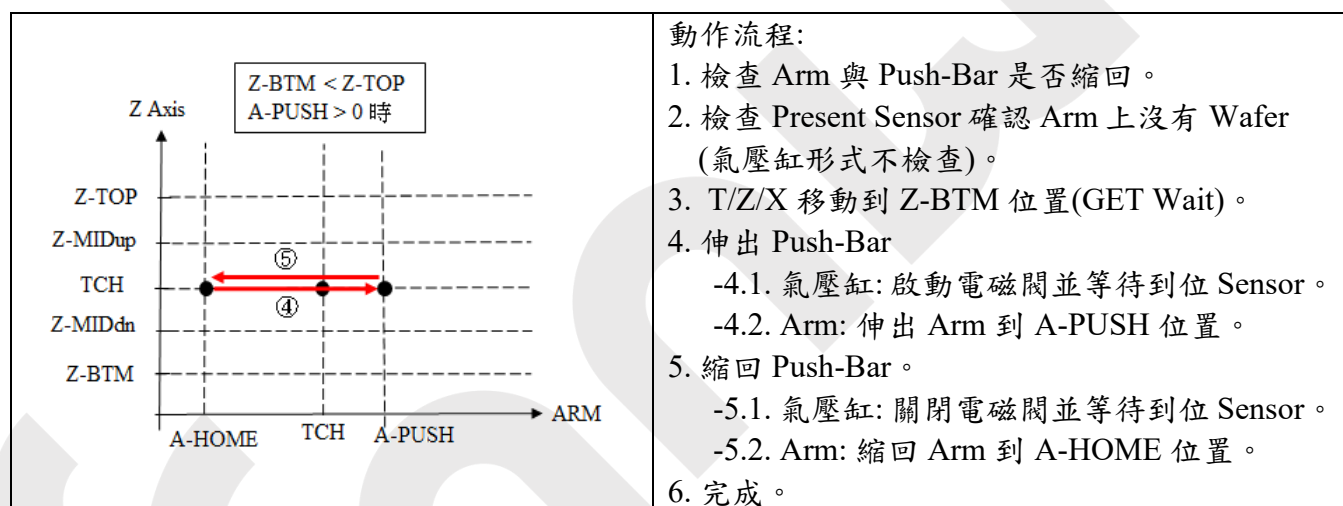 Z-BTM < Z-TOP
A-PUSH > 0 時
Z Axis
Z-TOP
Z-MIDup
⑤
TCH
④
Z-MIDdn
Z-BTM
ARM
A-HOME
TCH
A-PUSH
動作流程:
1. 檢查 Arm 與 Push-Bar 是否縮回。
2. 檢查 Present Sensor 確認 Arm 上沒有 Wafer
(氣壓缸形式不檢查)。
3. T/Z/X 移動到 Z-BTM 位置(GET Wait)。
4. 伸出 Push-Bar
-4.1. 氣壓缸: 啟動電磁閥並等待到位 Sensor。
-4.2. Arm: 伸出 Arm 到 A-PUSH 位置。
5. 縮回 Push-Bar。
-5.1. 氣壓缸: 關閉電磁閥並等待到位 Sensor。
-5.2. Arm: 縮回 Arm 到 A-HOME 位置。
6. 完成。